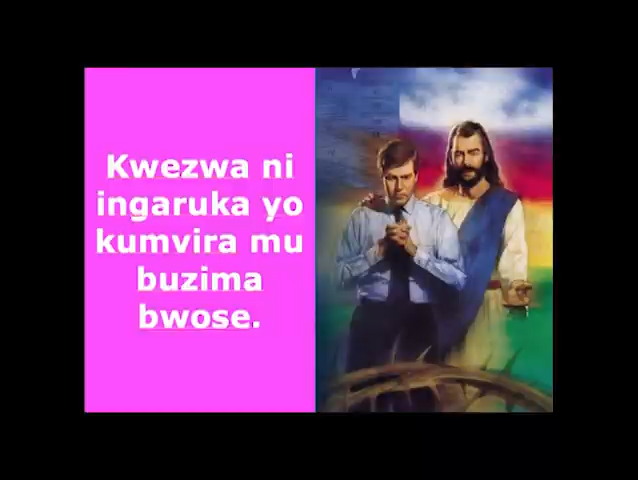 Kwezwa ni
ingaruka yo
kumvira mu
buzima
bwose.